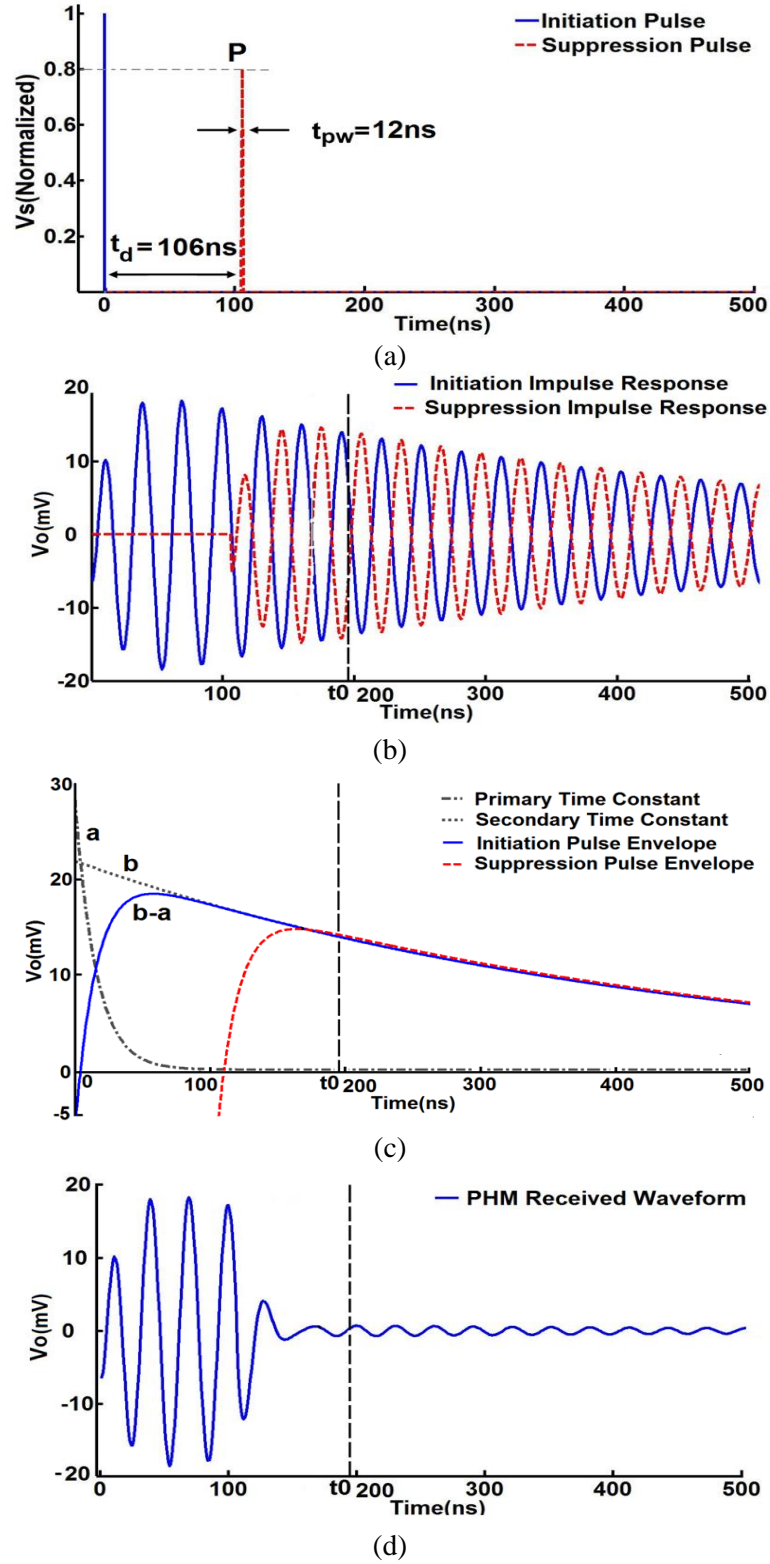 1
Initiation Pulse
Suppression Pulse
P
0.8
Vs(Normalized)
0.6
t_pw=12ns
0.4
t_d=106ns
0.2
0 100 200 300 400 500
Time(ns)
(a)
20
Initiation Impulse Response
Suppression Impulse Response
10
Vo(mV)
0
-10
-20
100 t0 200 300 400 500
Time(ns)
(b)
30
Primary Time Constant
Secondary Time Constant
Initiation Pulse Envelope
Suppression Pulse Envelope
a
b
20
b-a
Vo(mV)
10
0
0 100 t0 200 300 400 500
-5
Time(ns)
(c)
20
PHM Received Waveform
10
Vo(mV)
0
-10
-20
0 100 t0 200 300 400 500
Time(ns)
(d)